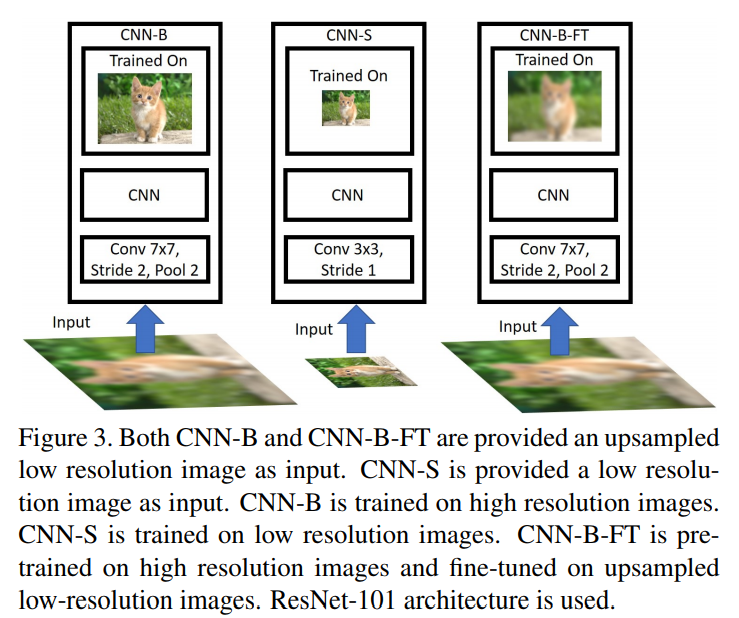 CNN-B
Trained On
CNN
Conv 7x7,
Stride 2, Pool 2
Input
CNN-S
Trained On
CNN
Conv 3x3,
Stride 1
Input
CNN-B-FT
Trained On
CNN
Conv 7x7,
Stride 2, Pool 2
Input
Figure 3. Both CNN-B and CNN-B-FT are provided an upsampled
low resolution image as input. CNN-S is provided a low resolu-
tion image as input. CNN-B is trained on high resolution images.
CNN-S is trained on low resolution images. CNN-B-FT is pre-
trained on high resolution images and fine-tuned on upsampled
low-resolution images. ResNet-101 architecture is used.